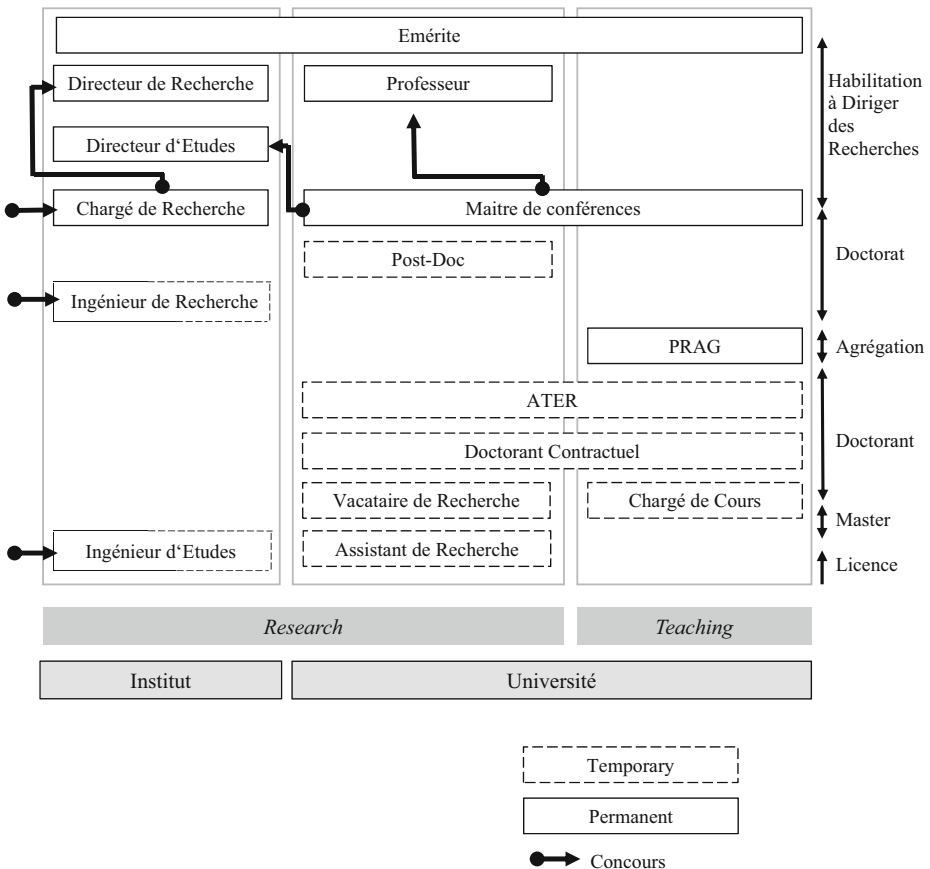 Emérite
Directeur de Recherche
Professeur
Habilitation
à Diriger
des
Recherches
Directeur d‘Etudes
Chargé de Recherche
Maitre de conférences
Post-Doc
Doctorat
Ingénieur de Recherche
PRAG
Agrégation
ATER
Doctorant Contractuel
Doctorant
Vacataire de Recherche
Chargé de Cours
Master
Ingénieur d‘Etudes
Assistant de Recherche
Licence
Research
Teaching
Institut
Université
Temporary
Permanent
Concours